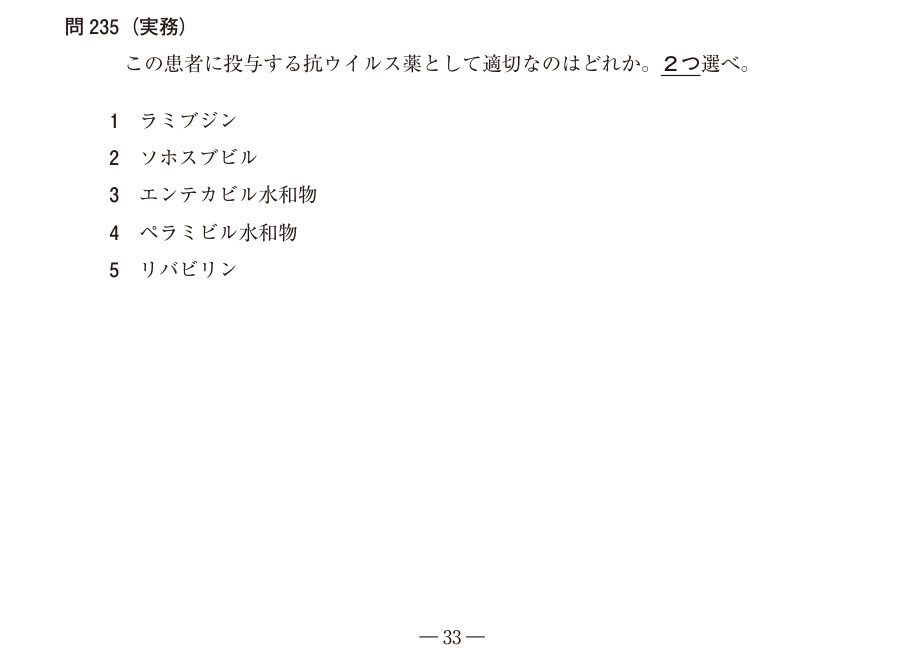 問 235（実務）
この患者に投与する抗ウイルス薬として適切なのはどれか。２つ選べ。
1 ラミブジン
2 ソホスブビル
3 エンテカビル水和物
4 ペラミビル水和物
5 リバビリン
― 33 ―